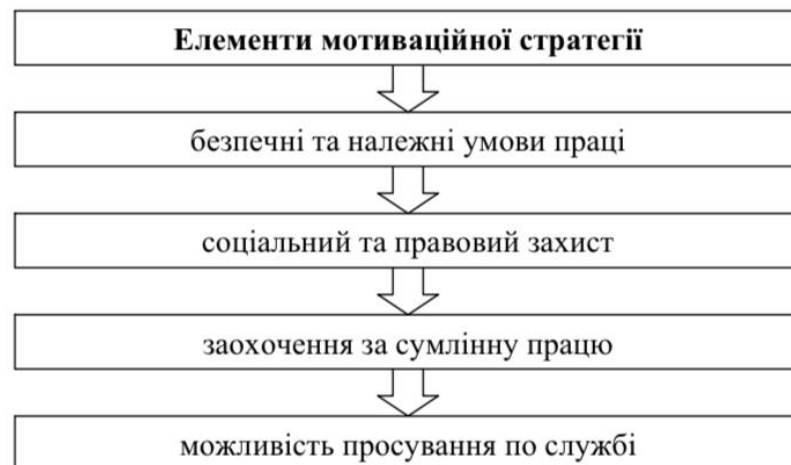 Елементи мотиваційної стратегії
безпечні та належні умови праці
соціальний та правовий захист
заохочення за сумлінну працю
можливість просування по службі